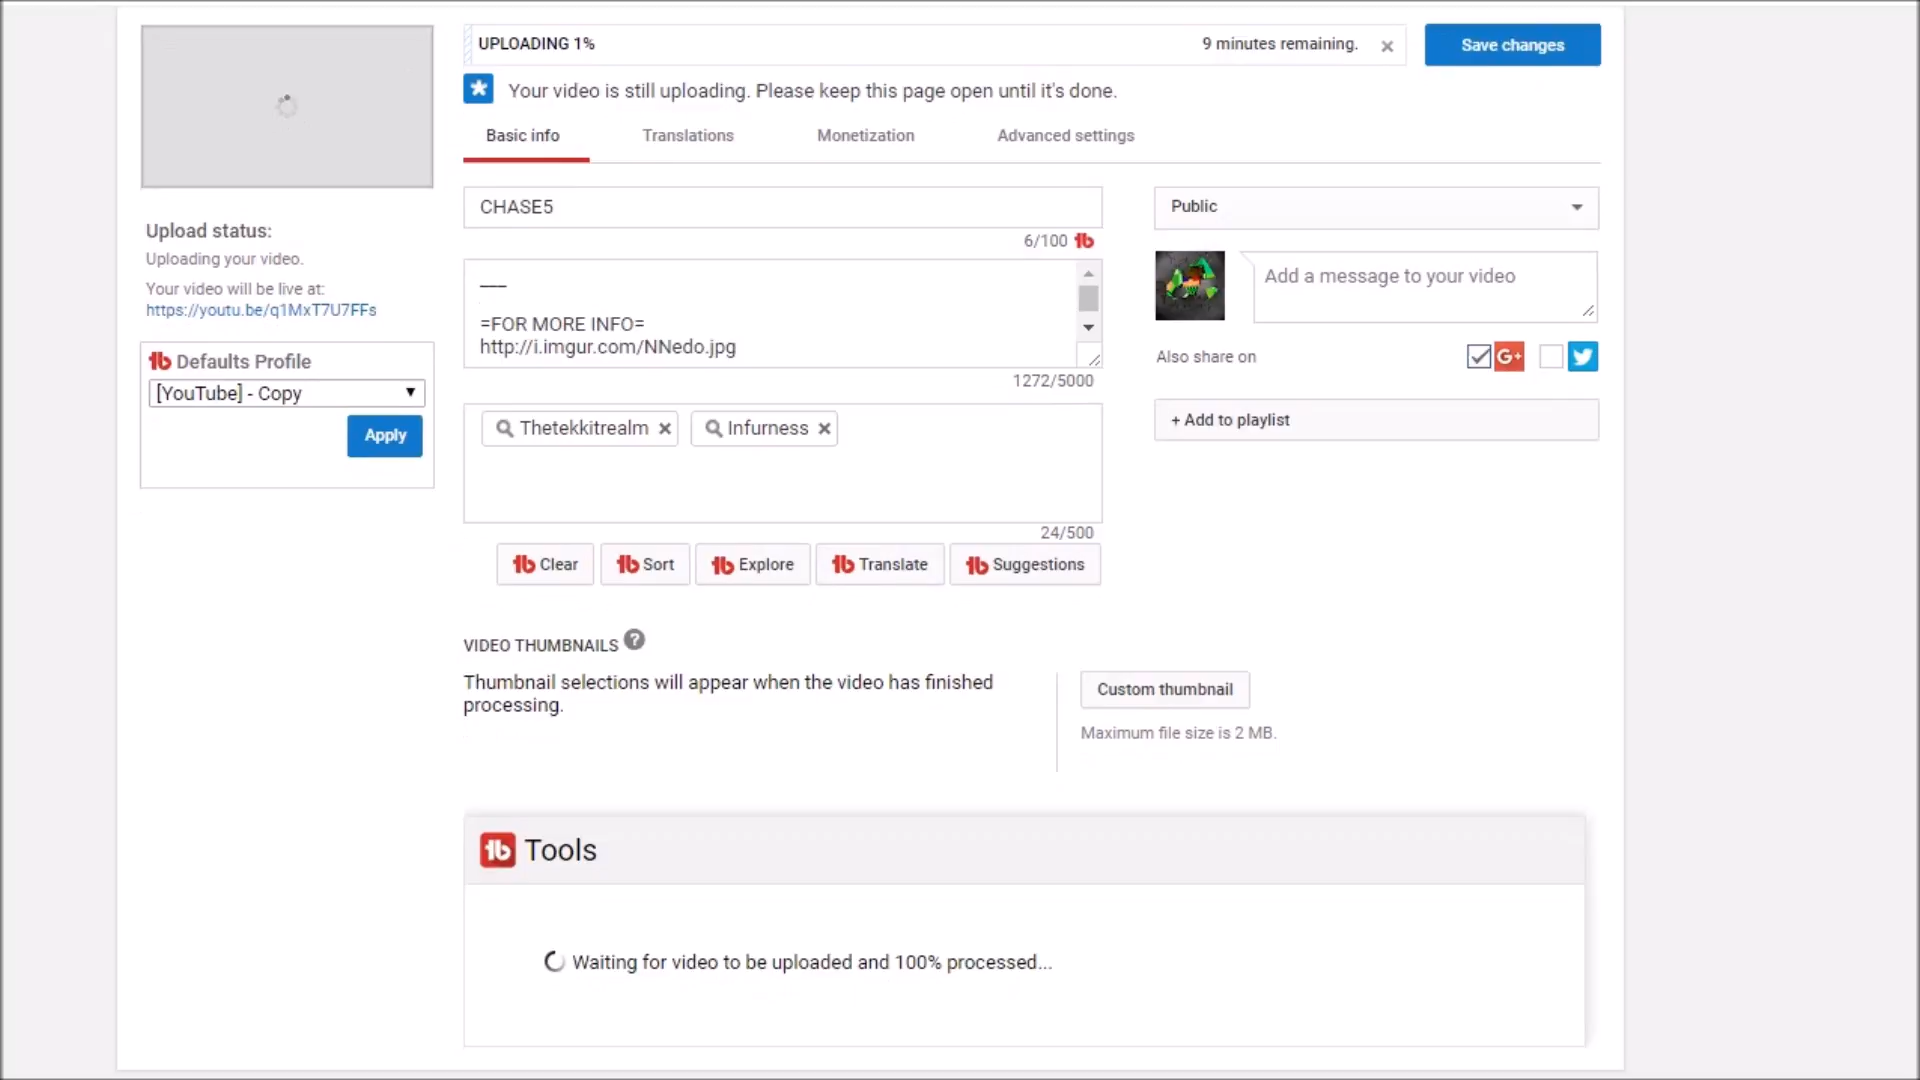 UPLOADING 1%
9 minutes remaining.
Save changes
Your video is still uploading. Please keep this page open until it's done.
Basic info
Translations
Monetization
Advanced settings
CHASE5
6/100
Public
Upload status:
Uploading your video.
Your video will be live at:
https://youtu.be/q1MxT7U7FFs
___
=FOR MORE INFO=
http://i.imgur.com/NNedo.jpg
1272/5000
Add a message to your video
Also share on
G+
+ Add to playlist
Defaults Profile
[YouTube] - Copy
Apply
Thetekkitrealm
Infurness
24/500
Clear
Sort
Explore
Translate
Suggestions
VIDEO THUMBNAILS ?
Thumbnail selections will appear when the video has finished
processing.
Custom thumbnail
Maximum file size is 2 MB.
Tools
Waiting for video to be uploaded and 100% processed...